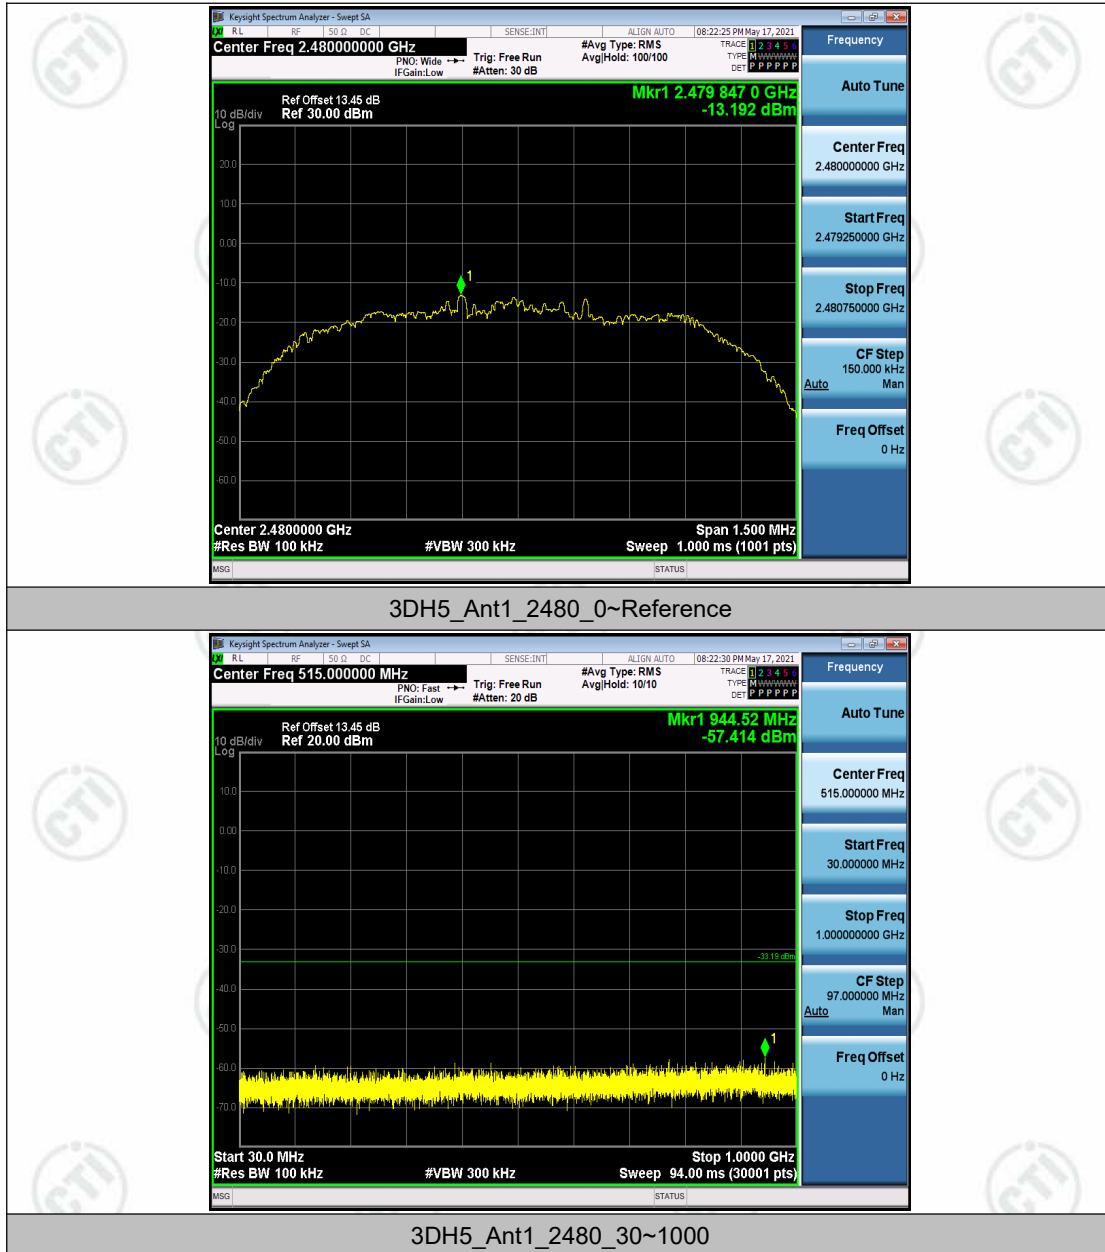 Keysight Spectrum Analyzer - Swept SA
RL RF 50 Ω DC SENSE:INT ALIGN AUTO 08:22:25 PM May 17, 2021
Center Freq 2.480000000 GHz
PNO: Wide
IFGain:Low
Trig: Free Run
#Atten: 30 dB
#Avg Type: RMS
Avg|Hold: 100/100
TRACE 1 2 3 4 5 6
TYPE M WWWWW
DET P P P P P P
Frequency
Auto Tune
Mkr1 2.479 847 0 GHz
-13.192 dBm
Ref Offset 13.45 dB
10 dB/div Ref 30.00 dBm
Log
20.0
10.0
0.00
-10.0
-20.0
-30.0
-40.0
-50.0
-60.0
1
Center Freq
2.480000000 GHz
Start Freq
2.479250000 GHz
Stop Freq
2.480750000 GHz
CF Step
150.000 kHz
Auto Man
Freq Offset
0 Hz
Center 2.4800000 GHz Span 1.500 MHz
#Res BW 100 kHz #VBW 300 kHz Sweep 1.000 ms (1001 pts)
MSG STATUS
3DH5_Ant1_2480_0~Reference
Keysight Spectrum Analyzer - Swept SA
RL RF 50 Ω DC SENSE:INT ALIGN AUTO 08:22:30 PM May 17, 2021
Center Freq 515.000000 MHz
PNO: Fast
IFGain:Low
Trig: Free Run
#Atten: 20 dB
#Avg Type: RMS
Avg|Hold: 10/10
TRACE 1 2 3 4 5 6
TYPE M WWWWW
DET P P P P P P
Frequency
Auto Tune
Mkr1 944.52 MHz
-57.414 dBm
Ref Offset 13.45 dB
10 dB/div Ref 20.00 dBm
Log
10.0
0.00
-10.0
-20.0
-30.0
-40.0
-50.0
-60.0
-70.0
-33.19 dBm
1
Center Freq
515.000000 MHz
Start Freq
30.000000 MHz
Stop Freq
1.000000000 GHz
CF Step
97.000000 MHz
Auto Man
Freq Offset
0 Hz
Start 30.0 MHz Stop 1.0000 GHz
#Res BW 100 kHz #VBW 300 kHz Sweep 94.00 ms (30001 pts)
MSG STATUS
3DH5_Ant1_2480_30~1000
CTI
CTI
CTI
CTI
CTI
CTI
CTI
CTI